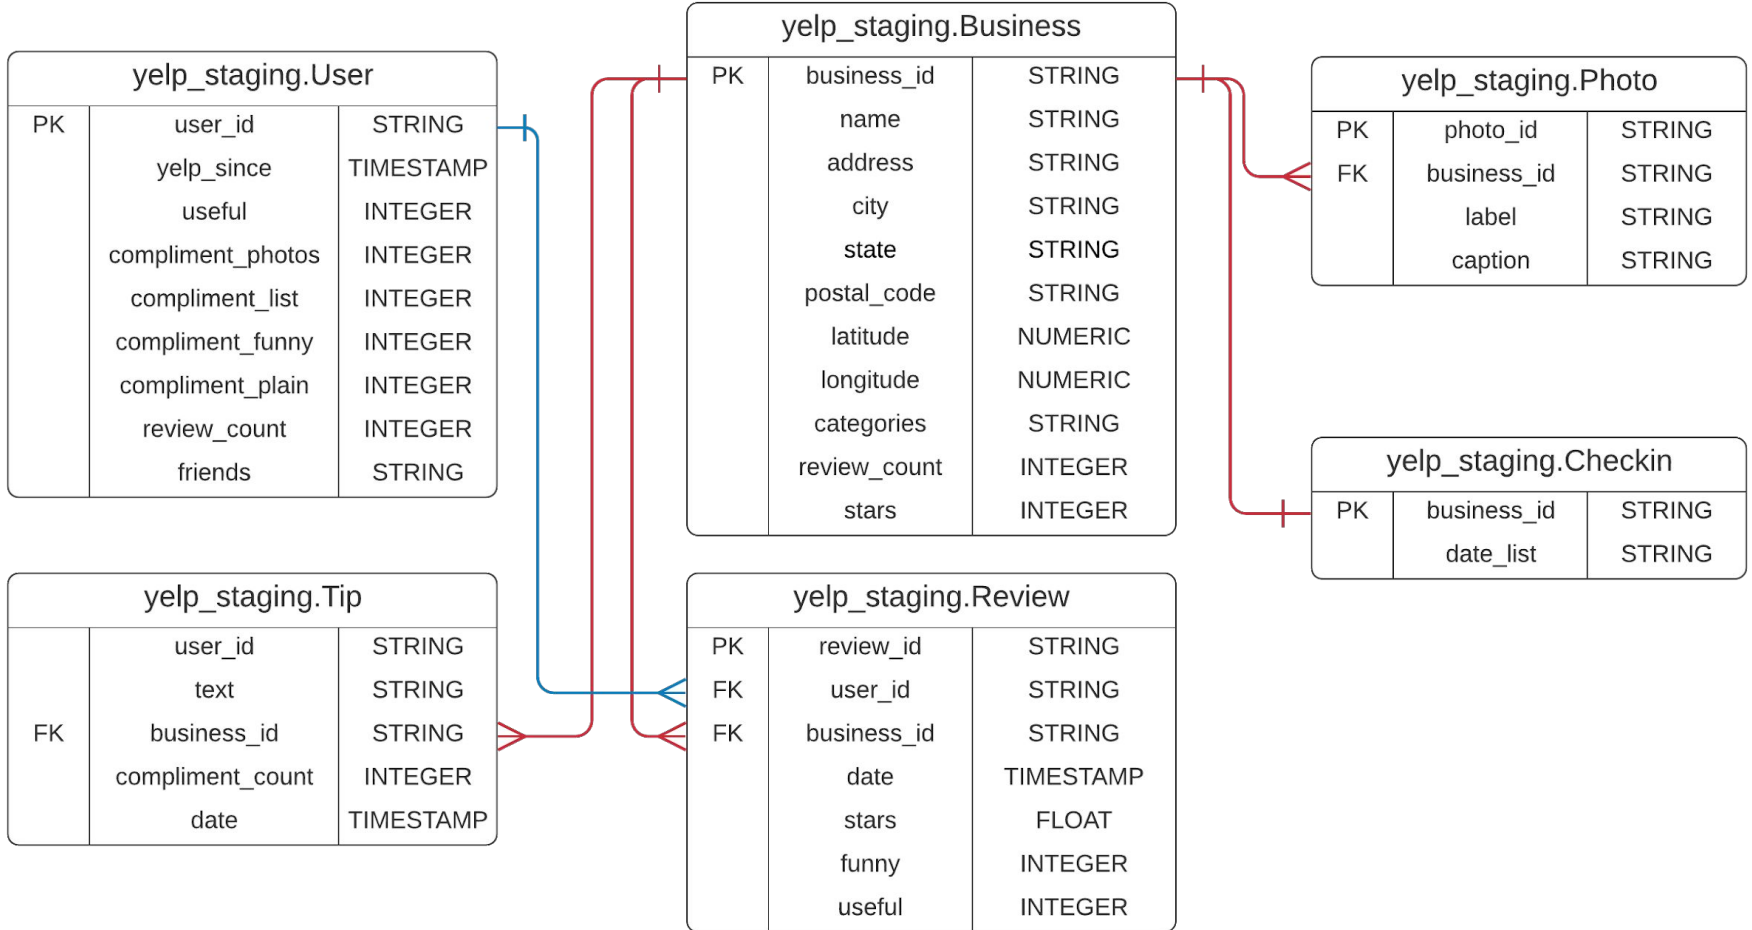 yelp_staging.User
PK user_id STRING
yelp_since TIMESTAMP
useful INTEGER
compliment_photos INTEGER
compliment_list INTEGER
compliment_funny INTEGER
compliment_plain INTEGER
review_count INTEGER
friends STRING
yelp_staging.Tip
user_id STRING
text STRING
FK business_id STRING
compliment_count INTEGER
date TIMESTAMP
yelp_staging.Business
PK business_id STRING
name STRING
address STRING
city STRING
state STRING
postal_code STRING
latitude NUMERIC
longitude NUMERIC
categories STRING
review_count INTEGER
stars INTEGER
yelp_staging.Review
PK review_id STRING
FK user_id STRING
FK business_id STRING
date TIMESTAMP
stars FLOAT
funny INTEGER
useful INTEGER
yelp_staging.Photo
PK photo_id STRING
FK business_id STRING
label STRING
caption STRING
yelp_staging.Checkin
PK business_id STRING
date_list STRING